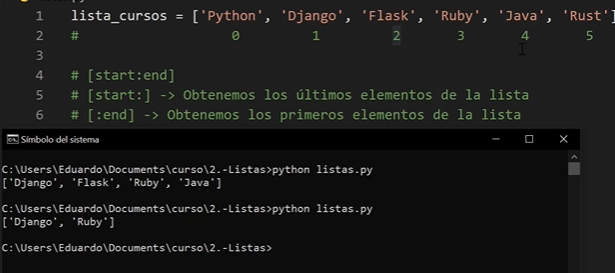 1 lista_cursos = ['Python', 'Django', 'Flask', 'Ruby', 'Java', 'Rust']
2 # 0 1 2 3 4 5
3
4 # [start:end]
5 # [start:] -> Obtenemos los últimos elementos de la lista
6 # [:end] -> Obtenemos los primeros elementos de la lista
Símbolo del sistema
C:\Users\Eduardo\Documents\curso\2.-Listas>python listas.py
['Django', 'Flask', 'Ruby', 'Java']
C:\Users\Eduardo\Documents\curso\2.-Listas>python listas.py
['Django', 'Ruby']
C:\Users\Eduardo\Documents\curso\2.-Listas>